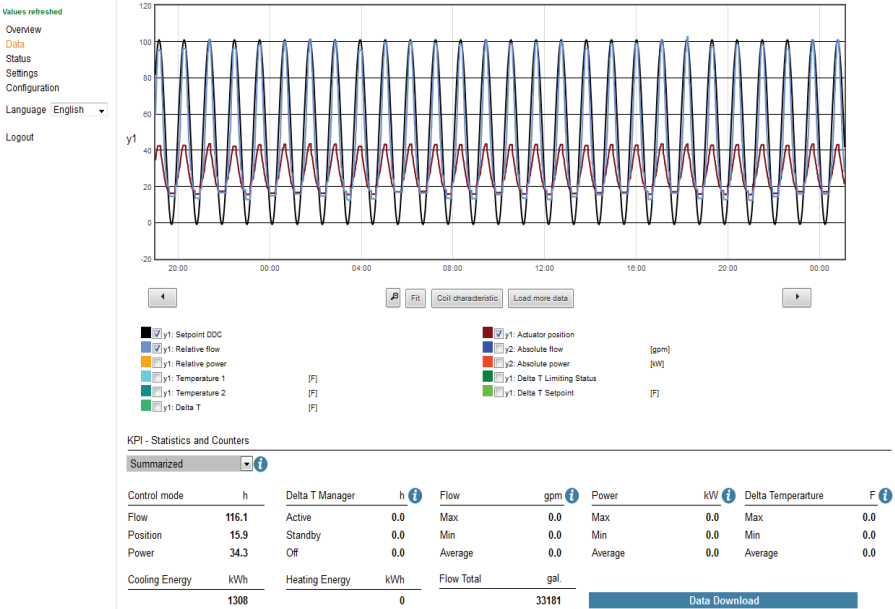 Values refreshed
Overview
Data
Status
Settings
Configuration
Language English
Logout
120
100
80
60
40
20
0
-20
y1
20:00 00:00 04:00 08:00 12:00 16:00 20:00 00:00
Fit Coil characteristic Load more data
y1: Setpoint DDC y1: Actuator position
y1: Relative flow y2: Absolute flow [gpm]
y1: Relative power y2: Absolute power [kW]
y1: Temperature 1 [F] y1: Delta T Limiting Status
y1: Temperature 2 [F] y1: Delta T Setpoint [F]
y1: Delta T [F]
KPI - Statistics and Counters
Summarized i
Control mode h Delta T Manager h i Flow gpm i Power kW i Delta Temperarture F i
Flow 116.1 Active 0.0 Max 0.0 Max 0.0 Max 0.0
Position 15.9 Standby 0.0 Min 0.0 Min 0.0 Min 0.0
Power 34.3 Off 0.0 Average 0.0 Average 0.0 Average 0.0
Cooling Energy kWh Heating Energy kWh Flow Total gal.
1308 0 33181 Data Download